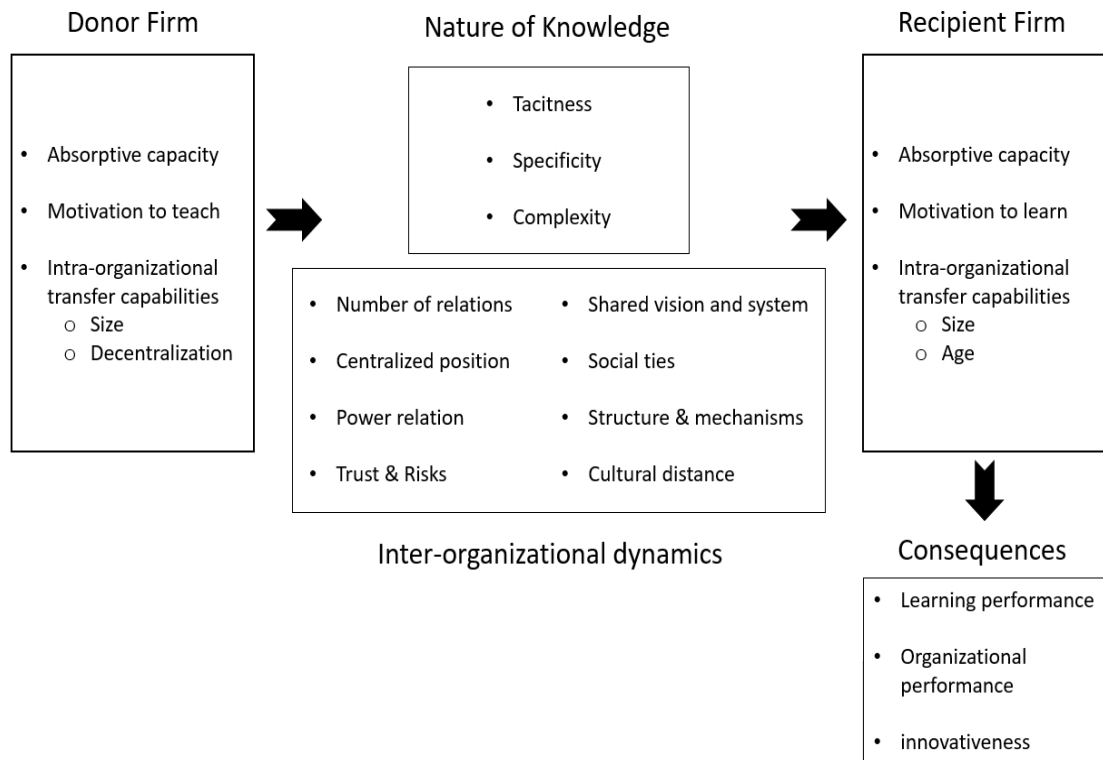 Donor Firm
• Absorptive capacity
• Motivation to teach
• Intra-organizational
transfer capabilities
o Size
o Decentralization
Nature of Knowledge
• Tacitness
• Specificity
• Complexity
• Number of relations
• Centralized position
• Power relation
• Trust & Risks
• Shared vision and system
• Social ties
• Structure & mechanisms
• Cultural distance
Inter-organizational dynamics
Recipient Firm
• Absorptive capacity
• Motivation to learn
• Intra-organizational
transfer capabilities
o Size
o Age
Consequences
• Learning performance
• Organizational
performance
• innovativeness